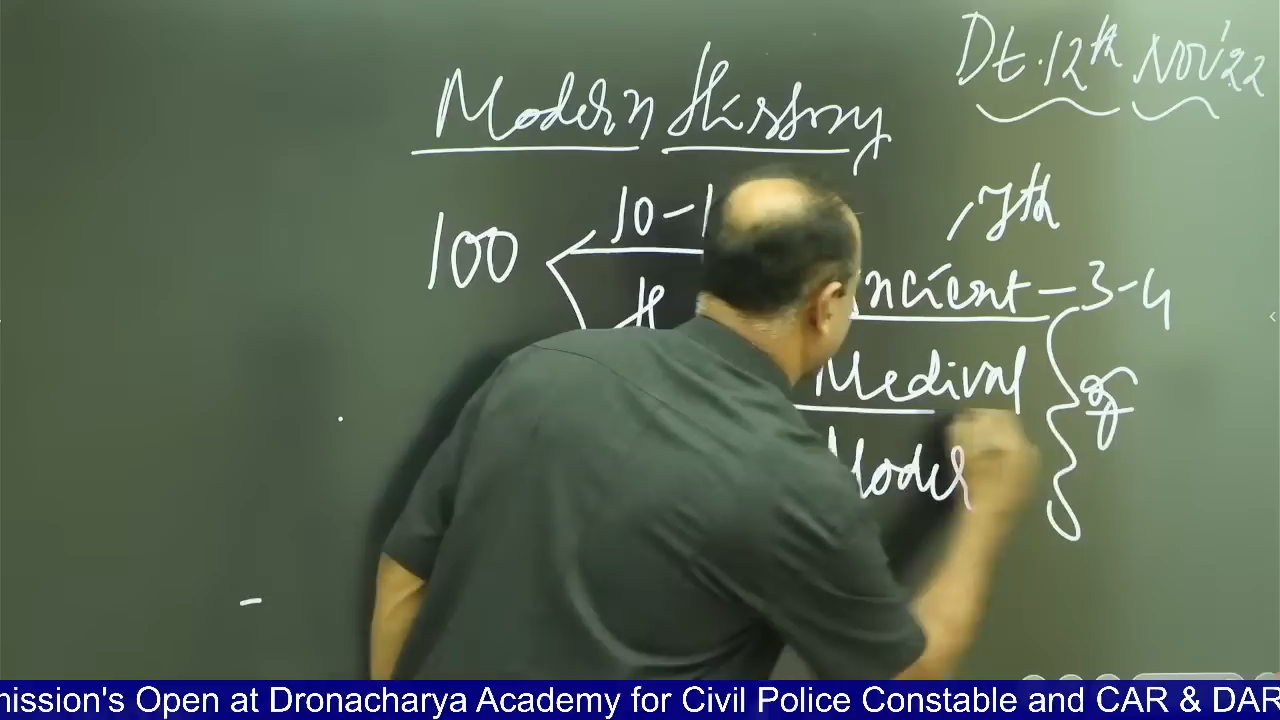 Dt. 12th Nov'22
Modern History
100
10-1
7th
H
ncient - 3-4
Medival
Moder
mission's Open at Dronacharya Academy for Civil Police Constable and CAR & DAR